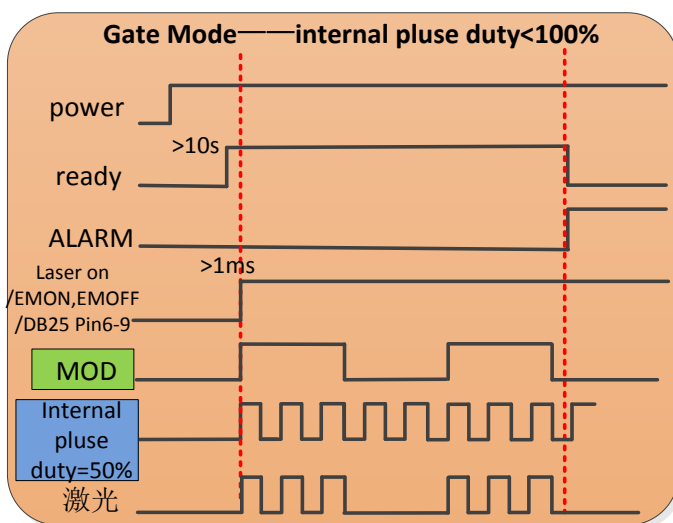 Gate Mode——internal pluse duty<100%
power
>10s
ready
ALARM
>1ms
Laser on
/EMON,EMOFF
/DB25 Pin6-9
MOD
Internal
pluse
duty=50%
激光